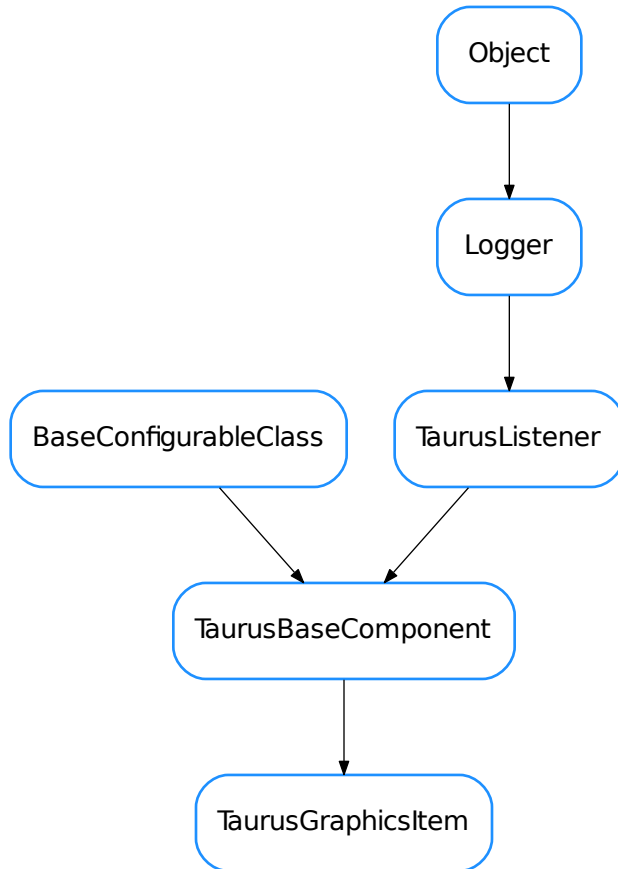 Object
Logger
BaseConfigurableClass
TaurusListener
TaurusBaseComponent
TaurusGraphicsItem